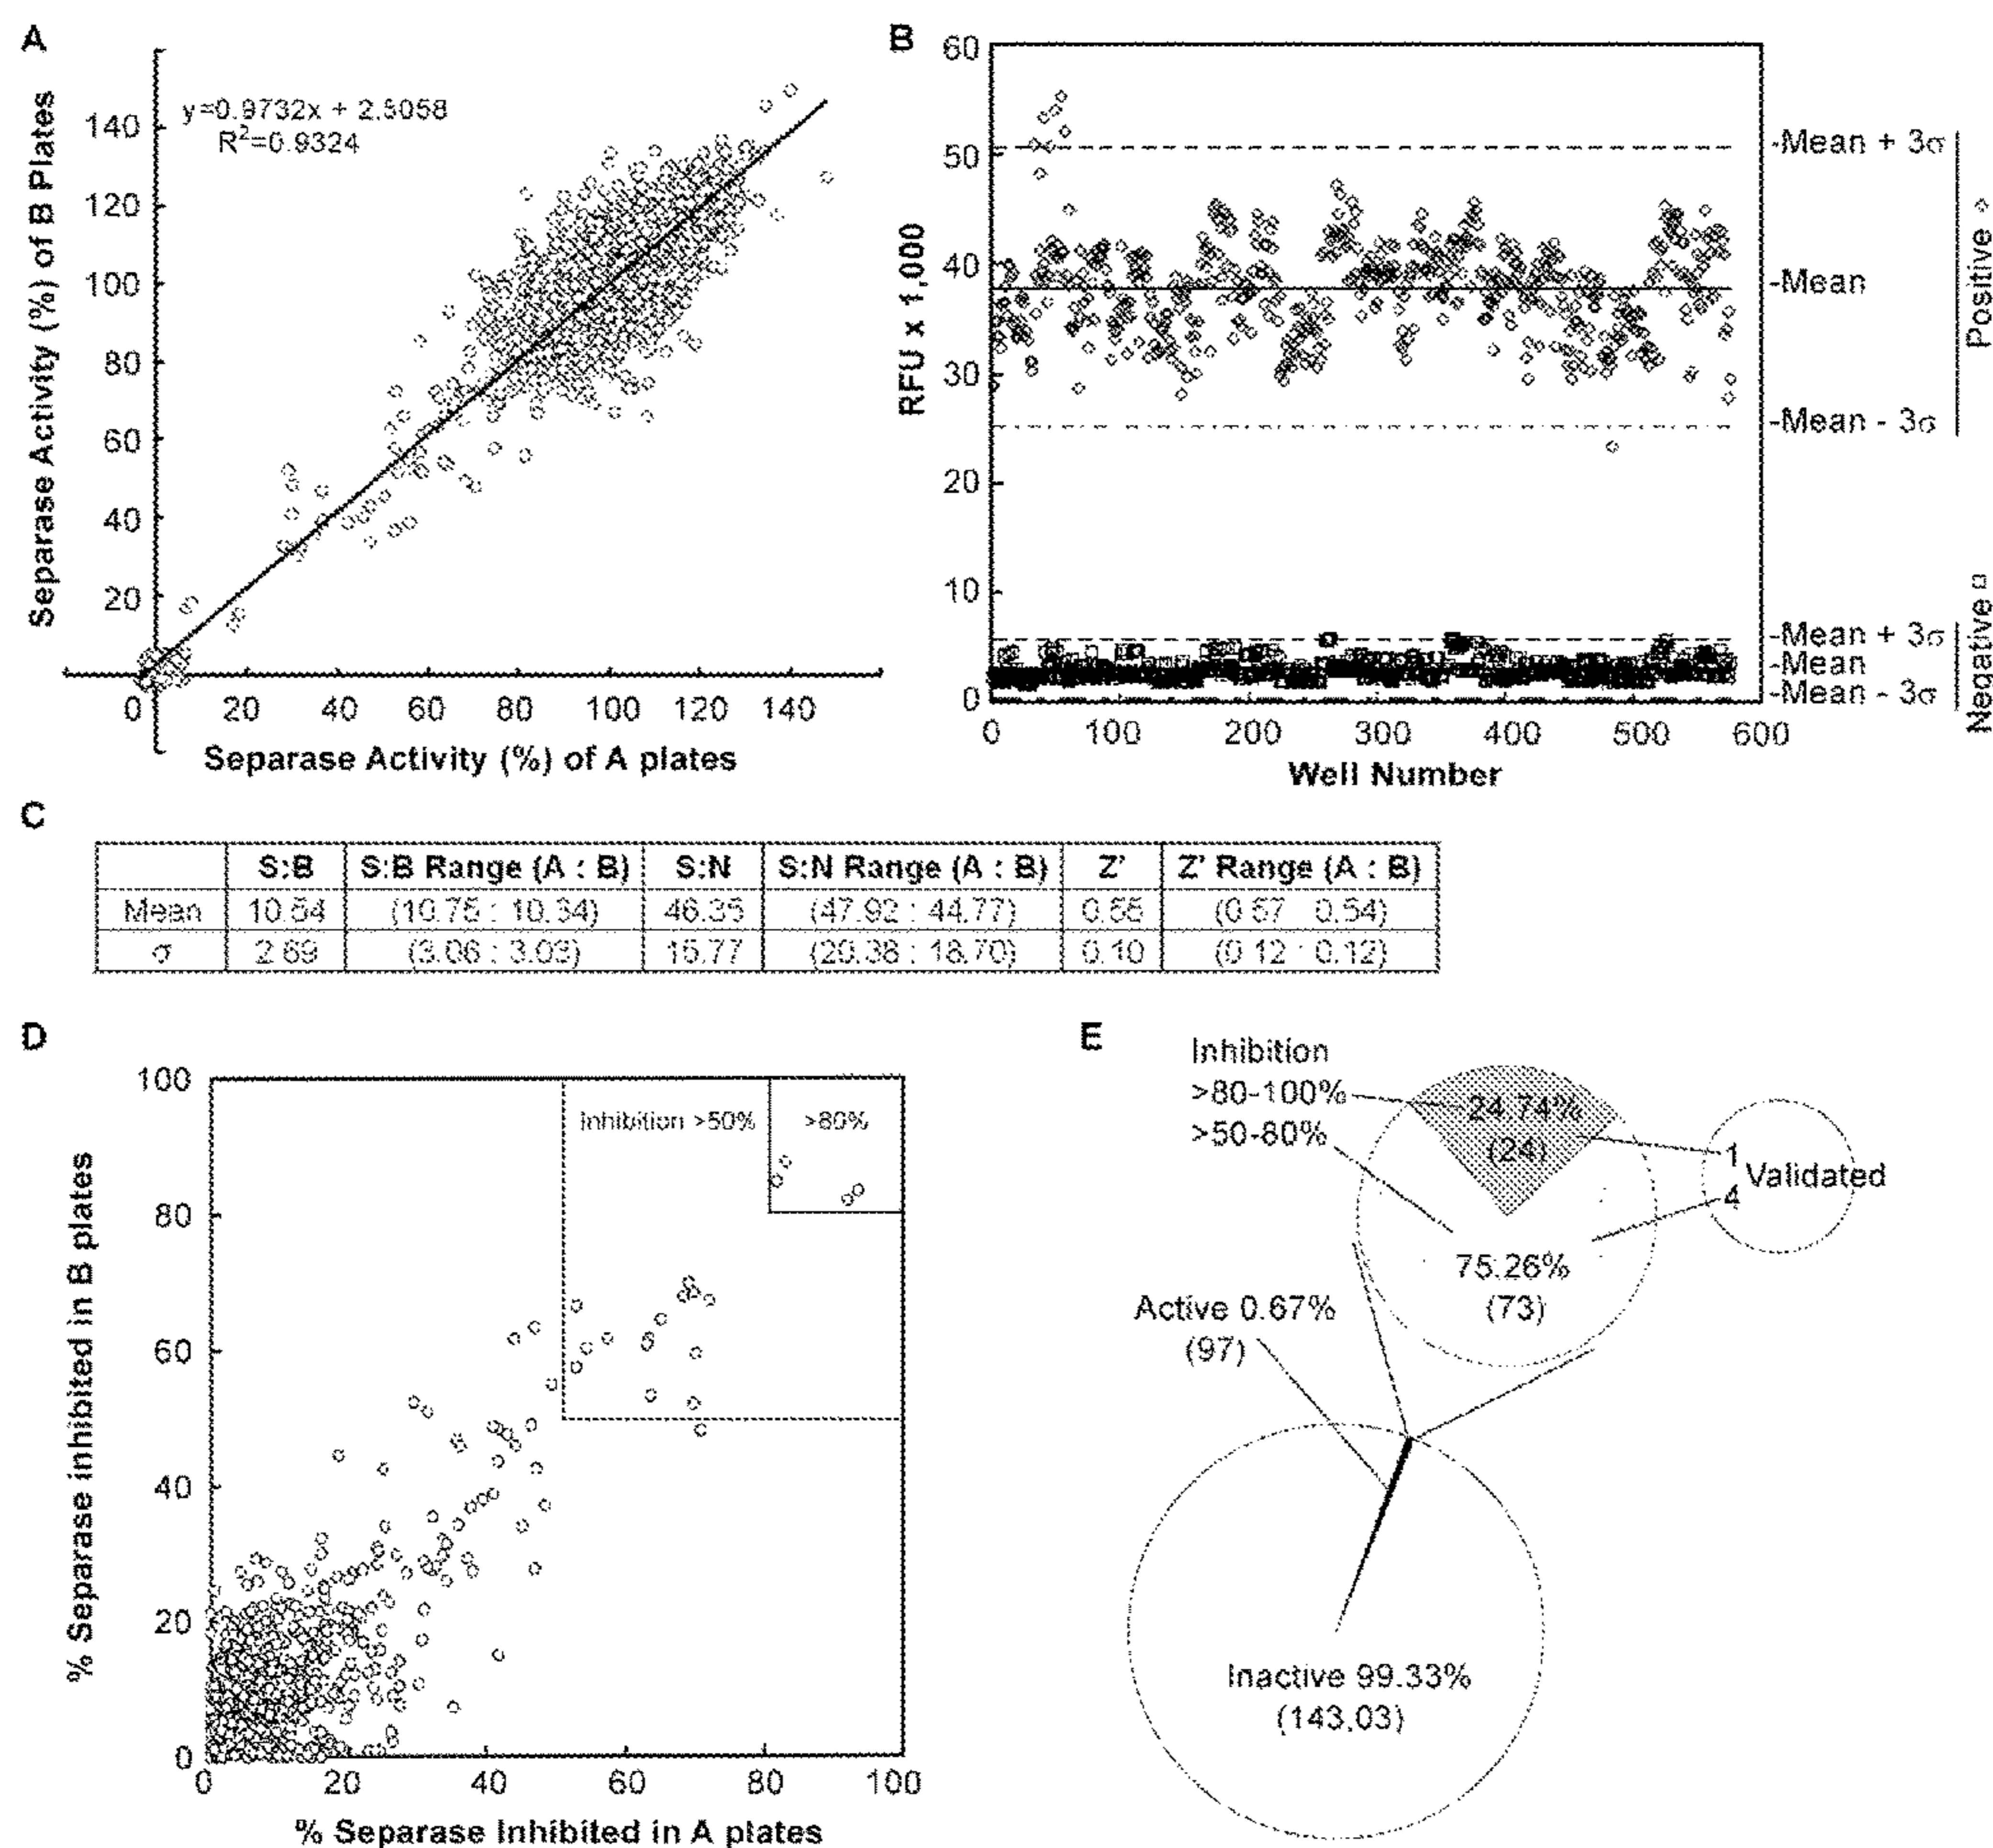 A
Separase Activity (%) of B Plates
y=0.9732x + 2.5058
R²=0.9324
140
120
100
80
60
40
20
0 20 40 60 80 100 120 140
Separase Activity (%) of A plates
B
RFU x 1,000
60
50
40
30
20
10
0
0 100 200 300 400 500 600
Well Number
-Mean + 3σ
-Mean
-Mean - 3σ
Positive
-Mean + 3σ
-Mean
-Mean - 3σ
Negative
C
S:B S:B Range (A : B) S:N S:N Range (A : B) Z' Z' Range (A : B)
Mean (10.75 : 10.34) 46.35 (47.92 : 44.77) (0.57 : 0.54)
σ (3.06 : 3.03) 15.77 (20.38 : 18.70) 0.10 (0.12 : 0.12)
D
% Separase inhibited in B plates
100
80
60
40
20
0
Inhibition >50%
>80%
0 20 40 60 80 100
% Separase Inhibited in A plates
E
Inhibition
>80-100%
>50-80%
24.74%
(24)
75.26%
(73)
1
4
Validated
Active 0.67%
(97)
Inactive 99.33%
(143,03)